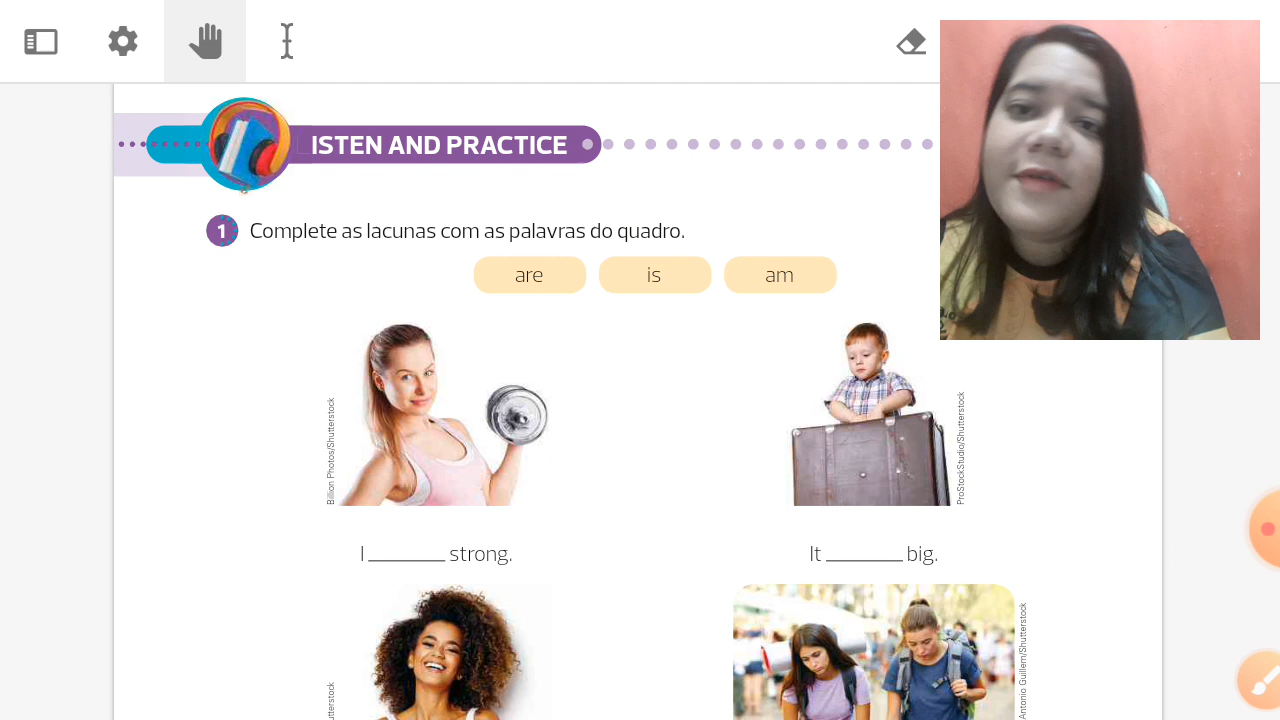 ISTEN AND PRACTICE
1 Complete as lacunas com as palavras do quadro.
are is am
Billion Photos/Shutterstock
ProStockStudio/Shutterstock
I ________ strong.
It ________ big.
Antonio Guillem/Shutterstock